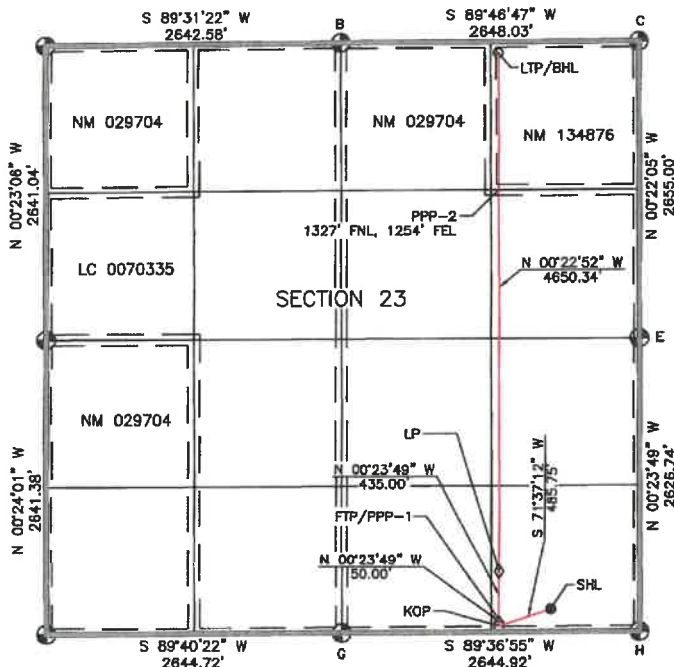 S 89°31'22" W
2642.58'
B
S 89°46'47" W
2648.03'
C
LTP/BHL
NM 029704
NM 029704
NM 134876
N 00°23'08" W
2641.04'
N 00°22'05" W
2655.00'
PPP-2
1327' FNL, 1254' FEL
N 00°22'52" W
4650.34'
LC 0070335
SECTION 23
E
NM 029704
LP
N 00°23'49" W
435.00'
FTP/PPP-1
N 00°23'49" W
50.00'
KOP
S 71°37'12" W
485.75'
SHL
N 00°24'01" W
2641.38'
N 00°23'49" W
2626.74'
S 89°40'22" W
2644.72'
G
S 89°36'55" W
2644.92'
H